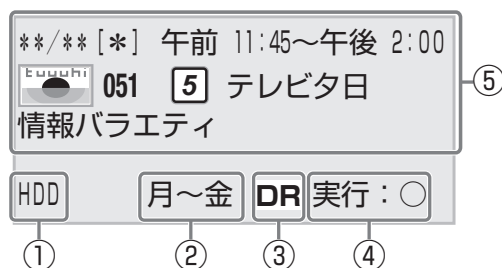 **/**[*] 午前 11:45～午後 2:00
⑤
051 5 テレビタ日
情報バラエティ
HDD 月～金 DR 実行：○
① ② ③ ④